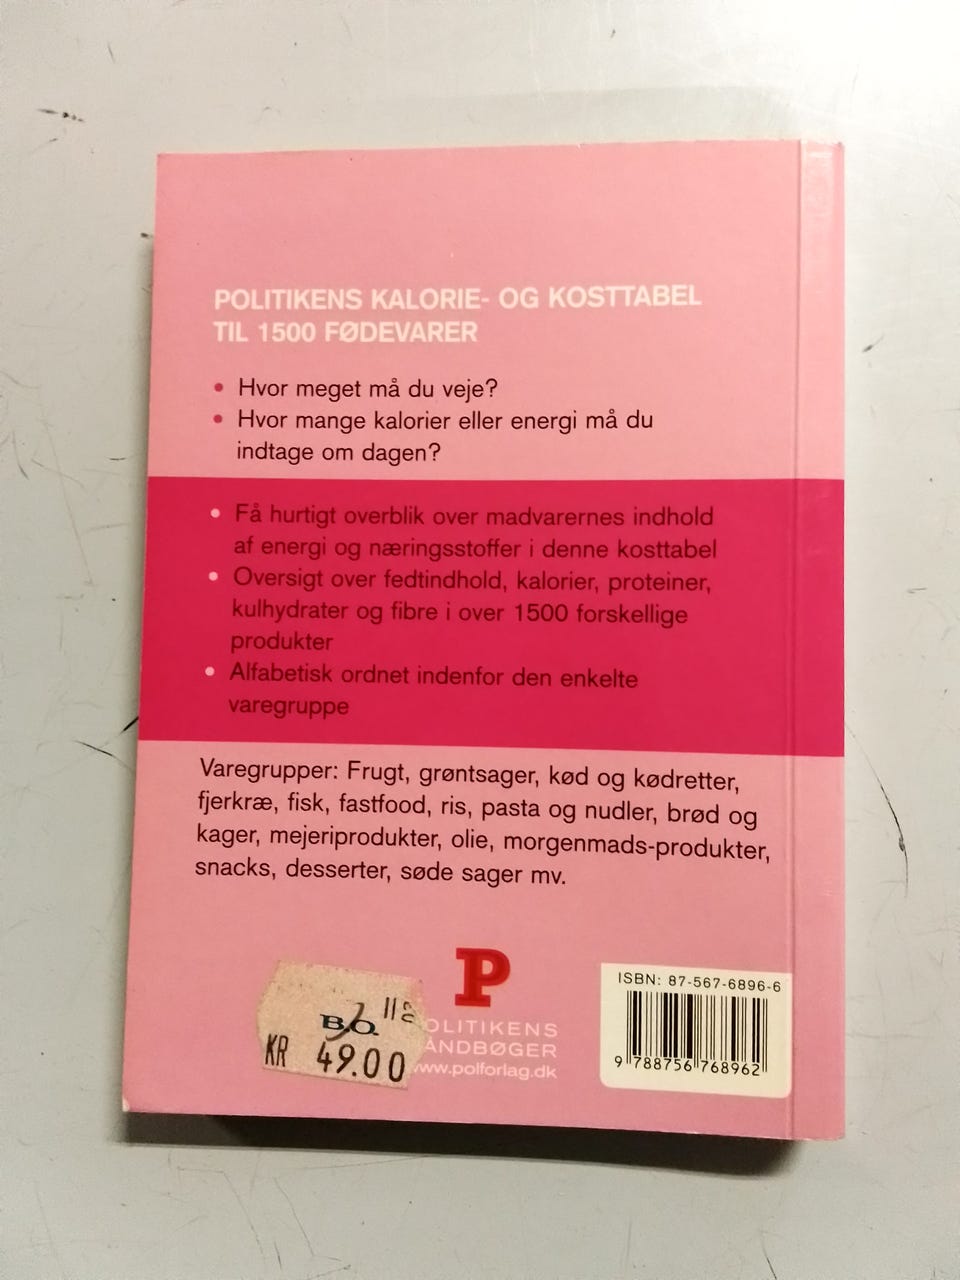 POLITIKENS KALORIE- OG KOSTTABEL
TIL 1500 FØDEVARER
• Hvor meget må du veje?
• Hvor mange kalorier eller energi må du
indtage om dagen?
• Få hurtigt overblik over madvarernes indhold
af energi og næringsstoffer i denne kosttabel
• Oversigt over fedtindhold, kalorier, proteiner,
kulhydrater og fibre i over 1500 forskellige
produkter
• Alfabetisk ordnet indenfor den enkelte
varegruppe
Varegrupper: Frugt, grøntsager, kød og kødretter,
fjerkræ, fisk, fastfood, ris, pasta og nudler, brød og
kager, mejeriprodukter, olie, morgenmads-produkter,
snacks, desserter, søde sager mv.
P
OLITIKENS
ANDBØGER
www.polforlag.dk
B.O.
KR 49.00
ISBN: 87-567-6896-6
9 788756 768962